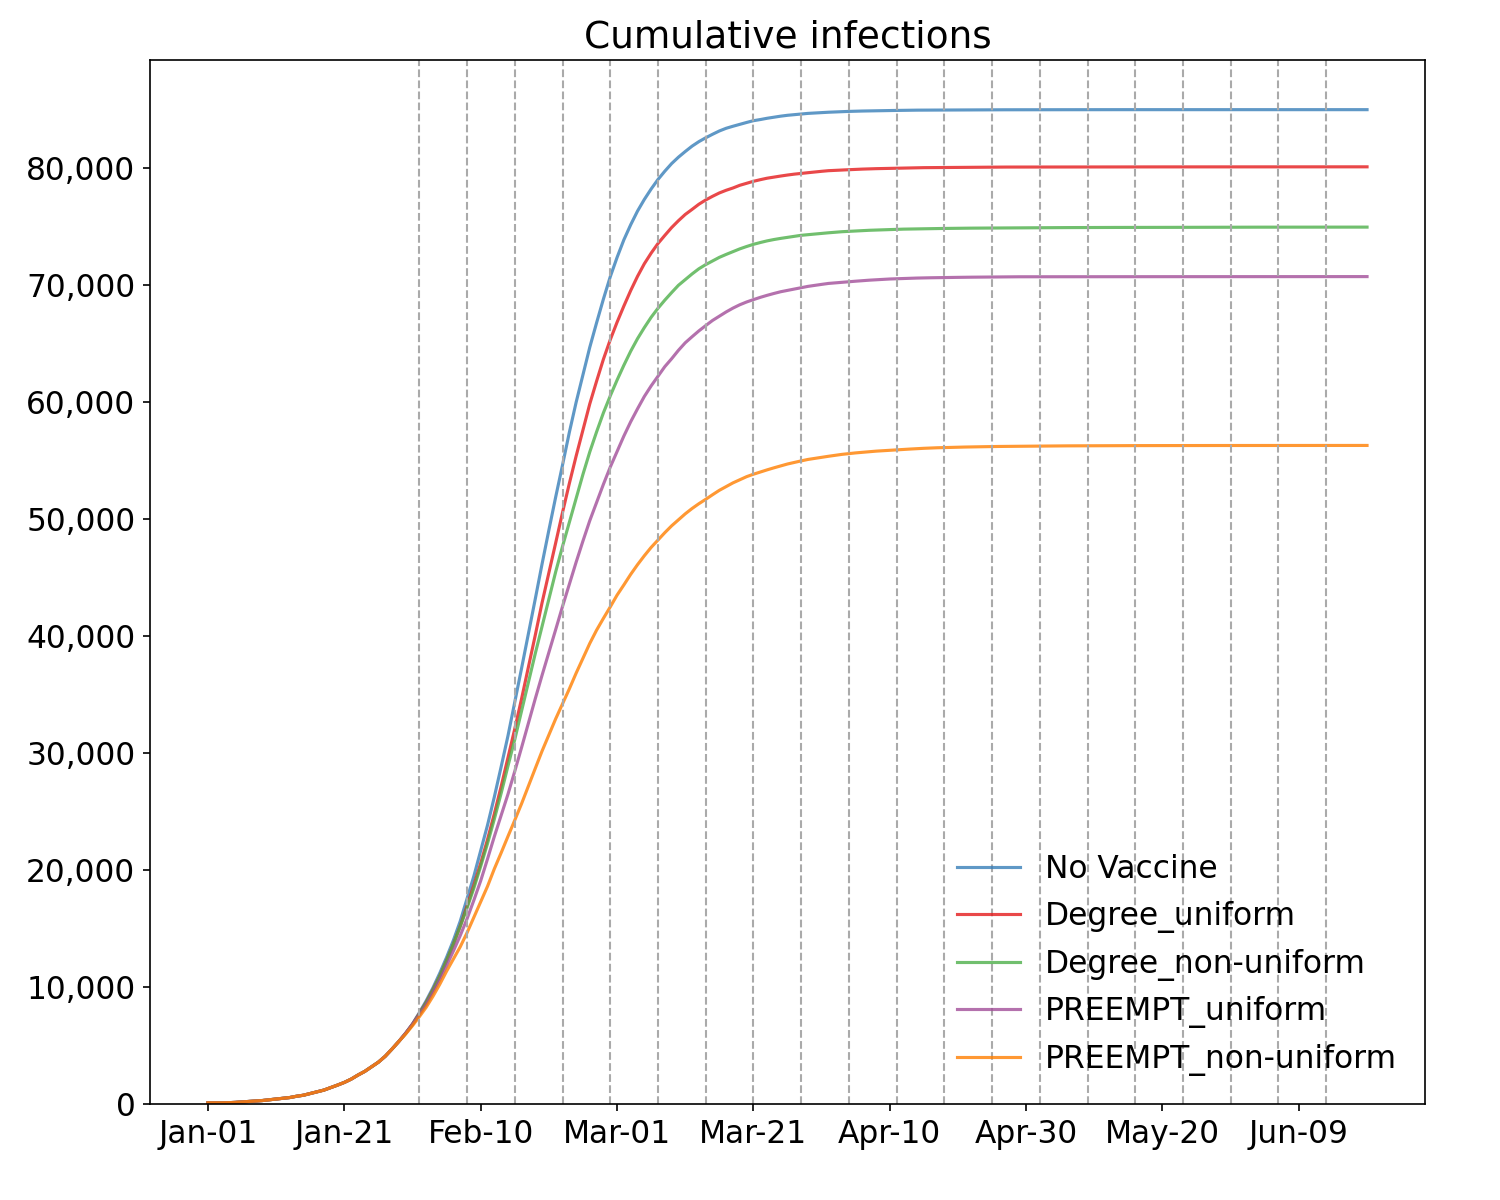 Cumulative infections
80,000
70,000
60,000
50,000
40,000
30,000
20,000
10,000
0
No Vaccine
Degree_uniform
Degree_non-uniform
PREEMPT_uniform
PREEMPT_non-uniform
Jan-01 Jan-21 Feb-10 Mar-01 Mar-21 Apr-10 Apr-30 May-20 Jun-09